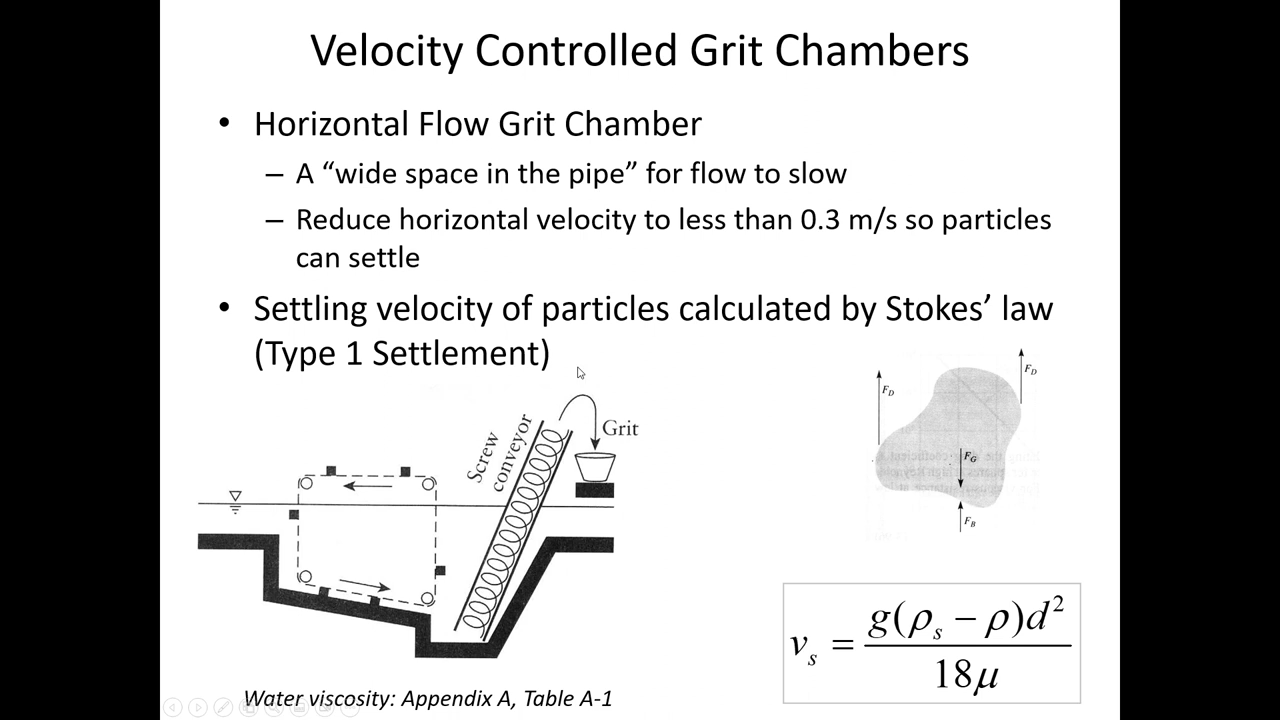 Velocity Controlled Grit Chambers
• Horizontal Flow Grit Chamber
– A “wide space in the pipe” for flow to slow
– Reduce horizontal velocity to less than 0.3 m/s so particles
can settle
• Settling velocity of particles calculated by Stokes’ law
(Type 1 Settlement)
Screw
conveyor
Grit
F_D
F_D
F_G
F_B
v_s = g(ρ_s − ρ)d² / 18μ
Water viscosity: Appendix A, Table A-1